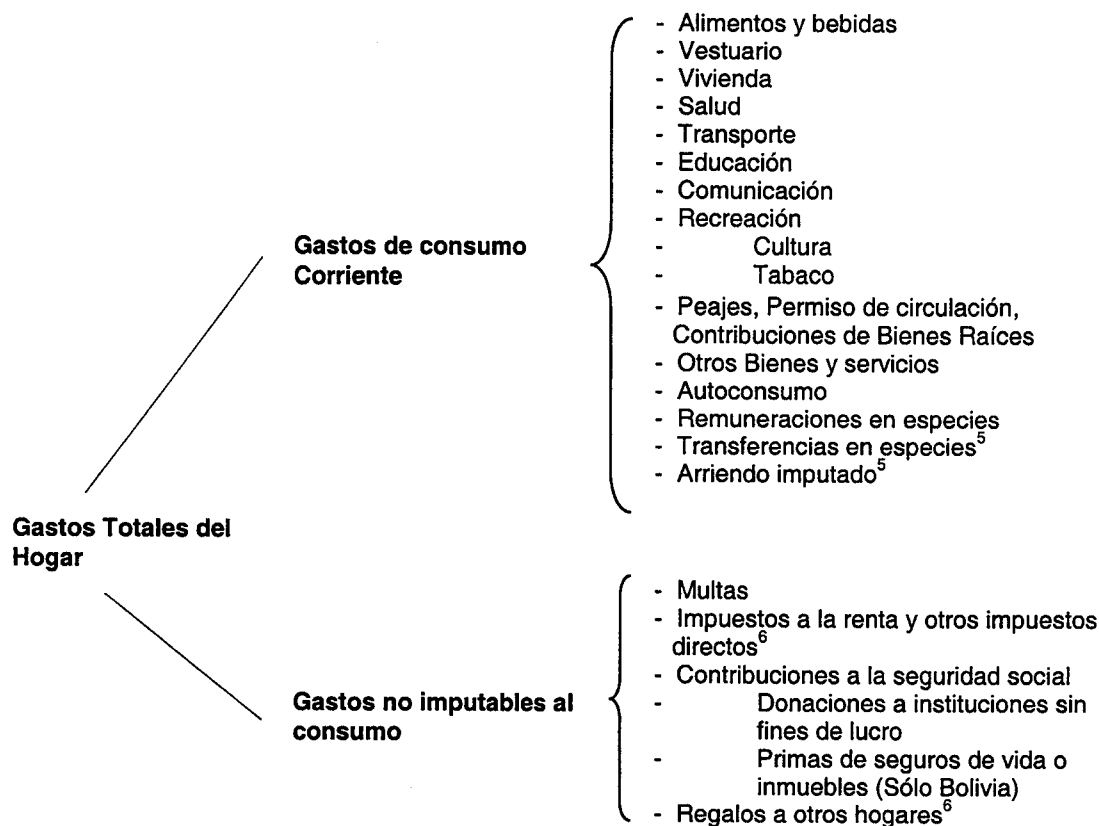 - Alimentos y bebidas
- Vestuario
- Vivienda
- Salud
- Transporte
- Educación
- Comunicación
- Recreación
- Cultura
- Tabaco
- Peajes, Permiso de circulación,
Contribuciones de Bienes Raíces
- Otros Bienes y servicios
- Autoconsumo
- Remuneraciones en especies
- Transferencias en especies⁵
- Arriendo imputado⁵
Gastos de consumo
Corriente
Gastos Totales del
Hogar
- Multas
- Impuestos a la renta y otros impuestos
directos⁶
- Contribuciones a la seguridad social
- Donaciones a instituciones sin
fines de lucro
- Primas de seguros de vida o
inmuebles (Sólo Bolivia)
- Regalos a otros hogares⁶
Gastos no imputables al
consumo